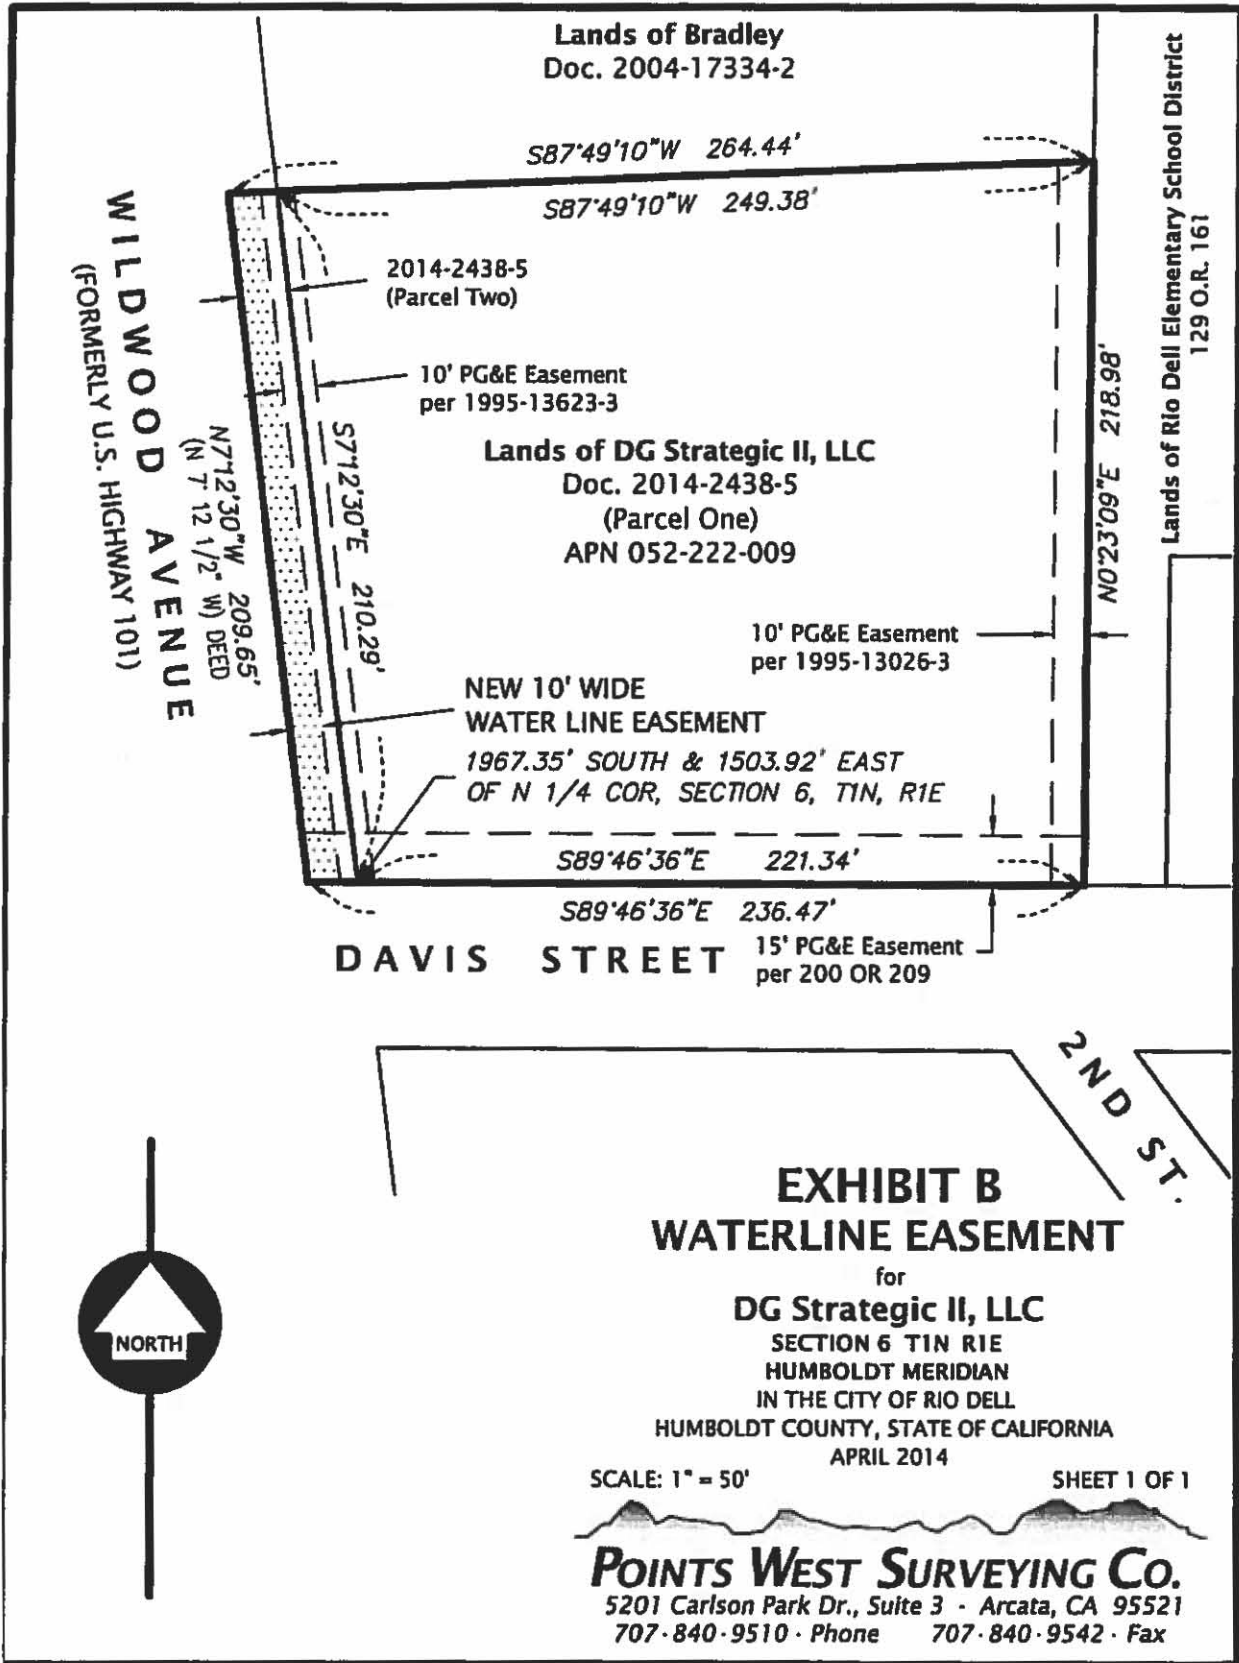 Lands of Bradley
Doc. 2004-17334-2
S87°49'10"W 264.44'
S87°49'10"W 249.38'
Lands of Rio Dell Elementary School District
129 O.R. 161
WILDWOOD AVENUE
(FORMERLY U.S. HIGHWAY 101)
2014-2438-5
(Parcel Two)
10' PG&E Easement
per 1995-13623-3
N7°12'30"W 209.65'
(N 7° 12 1/2" W) DEED
S7°12'30"E 210.29'
Lands of DG Strategic II, LLC
Doc. 2014-2438-5
(Parcel One)
APN 052-222-009
N0°23'09"E 218.98'
10' PG&E Easement
per 1995-13026-3
NEW 10' WIDE
WATER LINE EASEMENT
1967.35' SOUTH & 1503.92' EAST
OF N 1/4 COR, SECTION 6, T1N, R1E
S89°46'36"E 221.34'
S89°46'36"E 236.47'
DAVIS STREET
15' PG&E Easement
per 200 OR 209
2ND ST.
NORTH
EXHIBIT B
WATERLINE EASEMENT
for
DG Strategic II, LLC
SECTION 6 T1N R1E
HUMBOLDT MERIDIAN
IN THE CITY OF RIO DELL
HUMBOLDT COUNTY, STATE OF CALIFORNIA
APRIL 2014
SCALE: 1" = 50' SHEET 1 OF 1
POINTS WEST SURVEYING CO.
5201 Carlson Park Dr., Suite 3 - Arcata, CA 95521
707·840·9510 · Phone 707·840·9542 · Fax